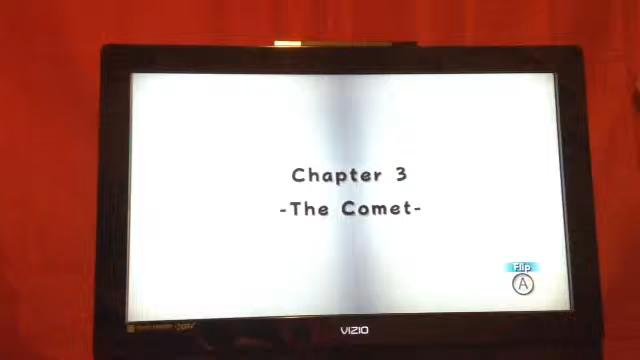 Chapter 3
-The Comet-
Flip
A
VIZIO